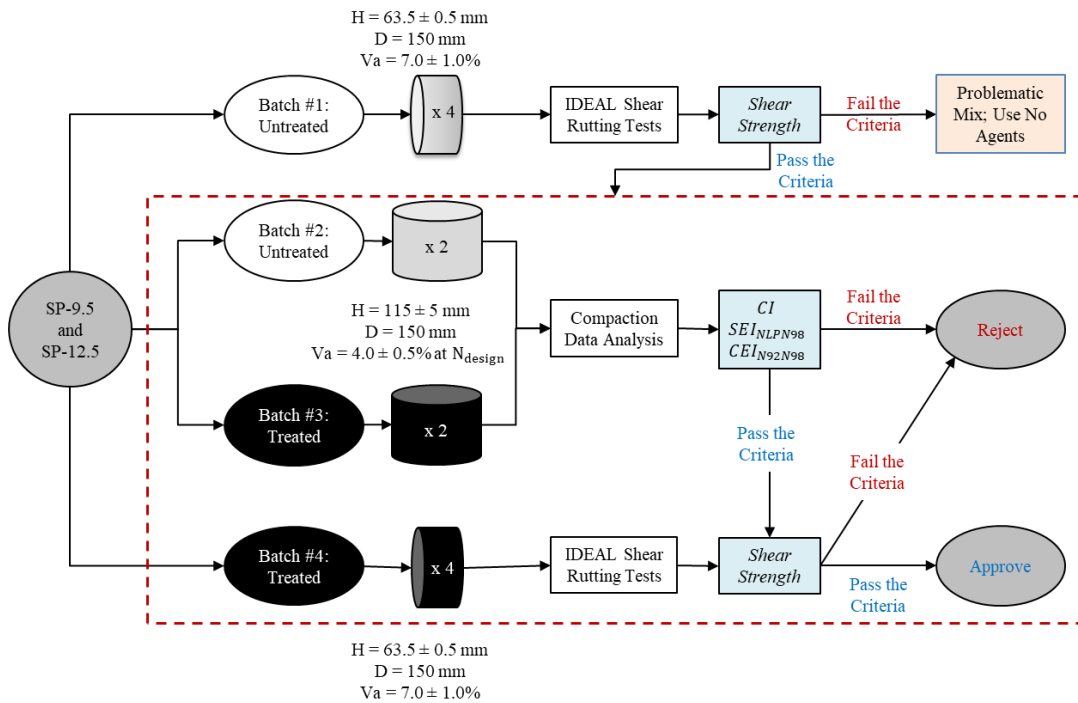 H = 63.5 ± 0.5 mm
D = 150 mm
Va = 7.0 ± 1.0%
Batch #1:
Untreated
x 4
IDEAL Shear
Rutting Tests
Shear
Strength
Fail the
Criteria
Problematic
Mix; Use No
Agents
Pass the
Criteria
SP-9.5
and
SP-12.5
Batch #2:
Untreated
x 2
H = 115 ± 5 mm
D = 150 mm
Va = 4.0 ± 0.5% at N_design
Compaction
Data Analysis
CI
SEI_NLPN98
CEI_N92N98
Fail the
Criteria
Reject
Batch #3:
Treated
x 2
Pass the
Criteria
Fail the
Criteria
Batch #4:
Treated
x 4
IDEAL Shear
Rutting Tests
Shear
Strength
Pass the
Criteria
Approve
H = 63.5 ± 0.5 mm
D = 150 mm
Va = 7.0 ± 1.0%